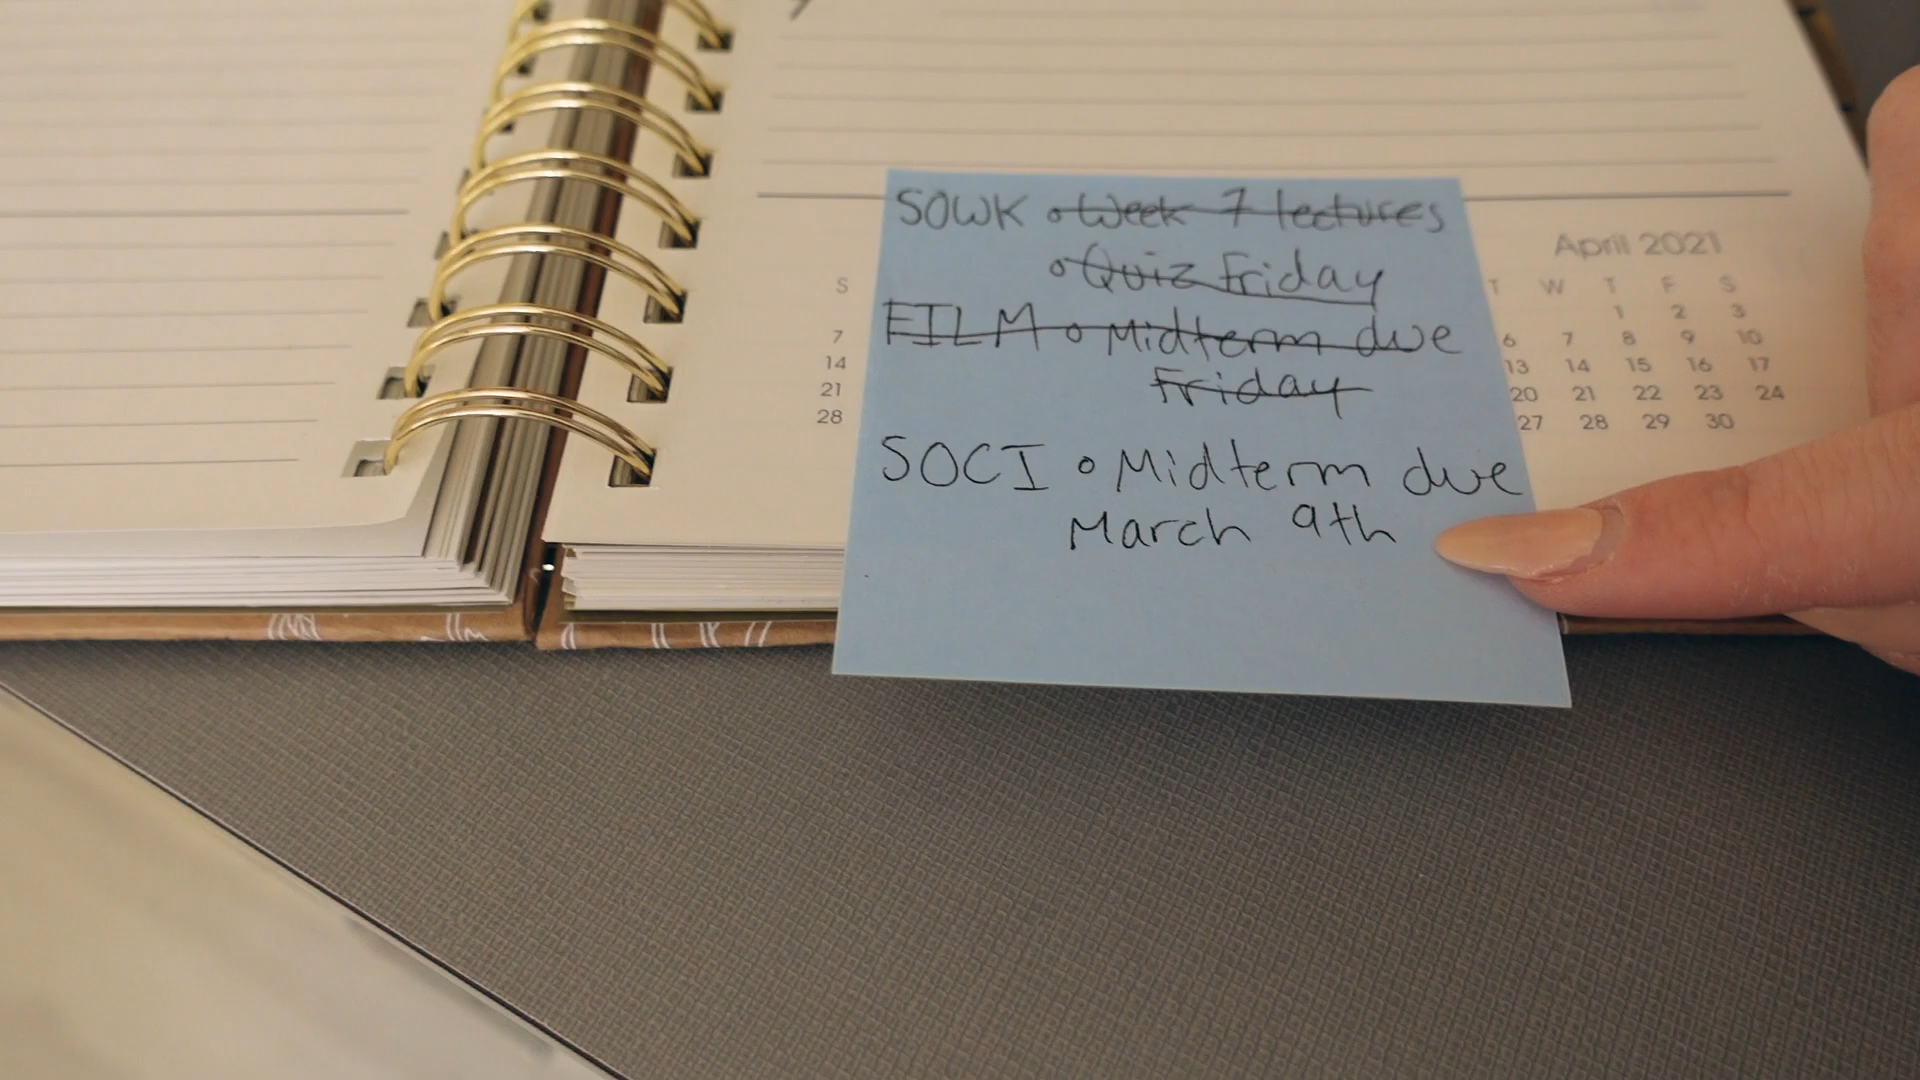 SOWK o Week 7 lectures
o Quiz Friday
FILM o Midterm due
Friday
SOCI o Midterm due
March 9th
S
7
14
21
28
April 2021
T W T F S
1 2 3
6 7 8 9 10
13 14 15 16 17
20 21 22 23 24
27 28 29 30